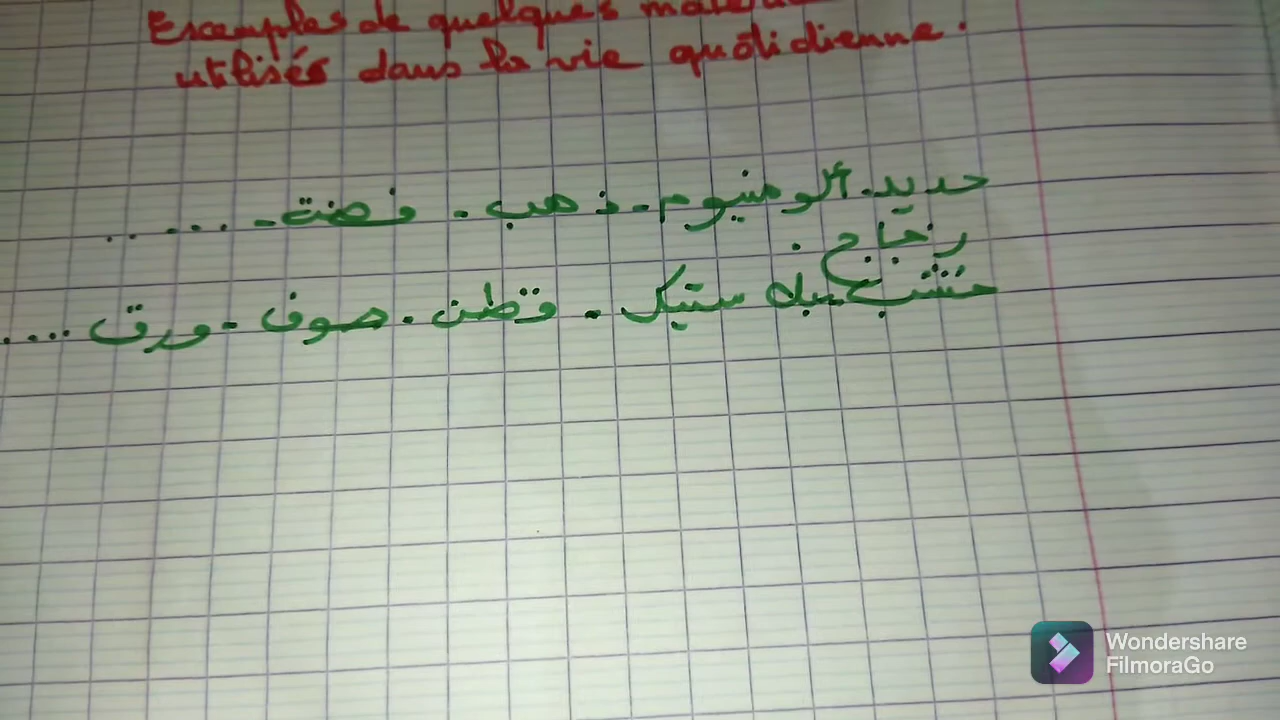 Exemples de quelques
utilisés dans la vie quotidienne.
حديد. ألومنيوم. ذهب. فضة. .....
زجاج.
خشب. بلاستيك. قطن. صوف. ورق ....
Wondershare
FilmoraGo